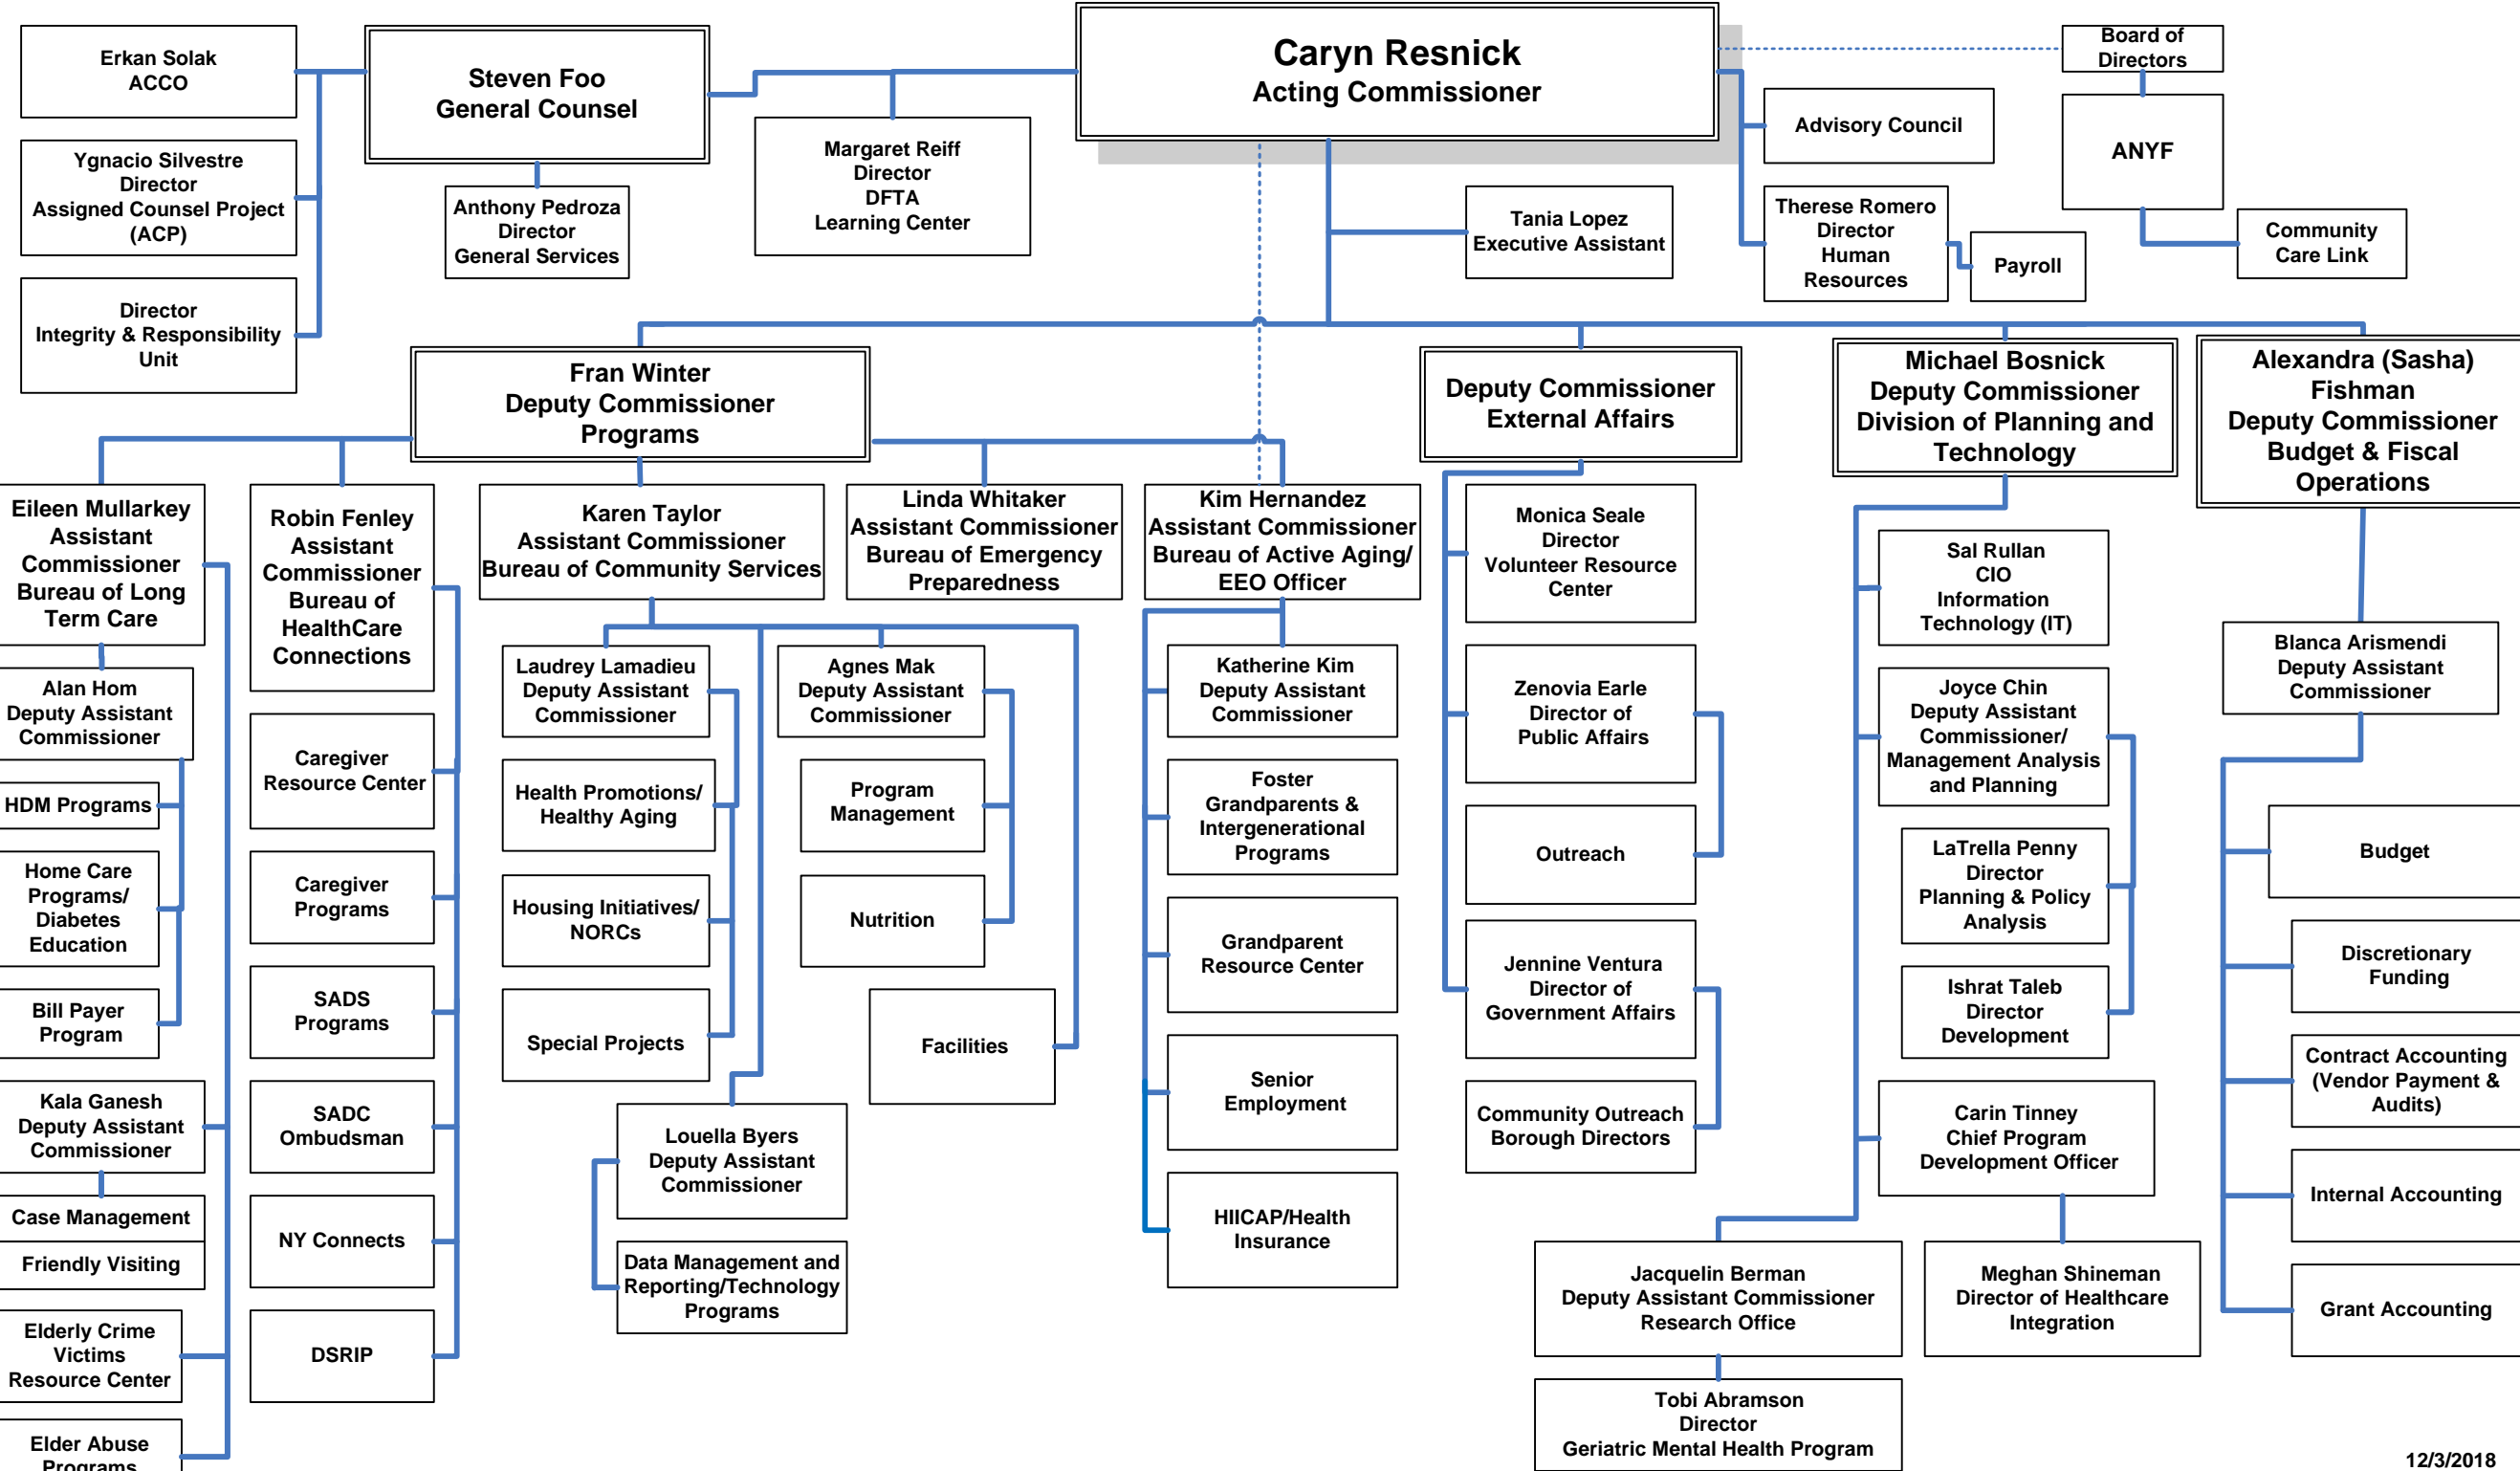 Erkan Solak
ACCO
Steven Foo
General Counsel
Caryn Resnick
Acting Commissioner
Board of
Directors
Advisory Council
ANYF
Ygnacio Silvestre
Director
Assigned Counsel Project
(ACP)
Margaret Reiff
Director
DFTA
Learning Center
Anthony Pedroza
Director
General Services
Tania Lopez
Executive Assistant
Therese Romero
Director
Human
Resources
Payroll
Community
Care Link
Director
Integrity & Responsibility
Unit
Fran Winter
Deputy Commissioner
Programs
Deputy Commissioner
External Affairs
Michael Bosnick
Deputy Commissioner
Division of Planning and
Technology
Alexandra (Sasha)
Fishman
Deputy Commissioner
Budget & Fiscal
Operations
Eileen Mullarkey
Assistant
Commissioner
Bureau of Long
Term Care
Alan Hom
Deputy Assistant
Commissioner
HDM Programs
Home Care
Programs/
Diabetes
Education
Bill Payer
Program
Kala Ganesh
Deputy Assistant
Commissioner
Case Management
Friendly Visiting
Elderly Crime
Victims
Resource Center
Elder Abuse
Programs
Robin Fenley
Assistant
Commissioner
Bureau of
HealthCare
Connections
Caregiver
Resource Center
Caregiver
Programs
SADS
Programs
SADC
Ombudsman
NY Connects
DSRIP
Karen Taylor
Assistant Commissioner
Bureau of Community Services
Laudrey Lamadieu
Deputy Assistant
Commissioner
Health Promotions/
Healthy Aging
Housing Initiatives/
NORCs
Special Projects
Louella Byers
Deputy Assistant
Commissioner
Data Management and
Reporting/Technology
Programs
Agnes Mak
Deputy Assistant
Commissioner
Program
Management
Nutrition
Facilities
Linda Whitaker
Assistant Commissioner
Bureau of Emergency
Preparedness
Kim Hernandez
Assistant Commissioner
Bureau of Active Aging/
EEO Officer
Katherine Kim
Deputy Assistant
Commissioner
Foster
Grandparents &
Intergenerational
Programs
Grandparent
Resource Center
Senior
Employment
HIICAP/Health
Insurance
Monica Seale
Director
Volunteer Resource
Center
Zenovia Earle
Director of
Public Affairs
Outreach
Jennine Ventura
Director of
Government Affairs
Community Outreach
Borough Directors
Sal Rullan
CIO
Information
Technology (IT)
Joyce Chin
Deputy Assistant
Commissioner/
Management Analysis
and Planning
LaTrella Penny
Director
Planning & Policy
Analysis
Ishrat Taleb
Director
Development
Carin Tinney
Chief Program
Development Officer
Meghan Shineman
Director of Healthcare
Integration
Jacquelin Berman
Deputy Assistant Commissioner
Research Office
Tobi Abramson
Director
Geriatric Mental Health Program
Blanca Arismendi
Deputy Assistant
Commissioner
Budget
Discretionary
Funding
Contract Accounting
(Vendor Payment &
Audits)
Internal Accounting
Grant Accounting
12/3/2018